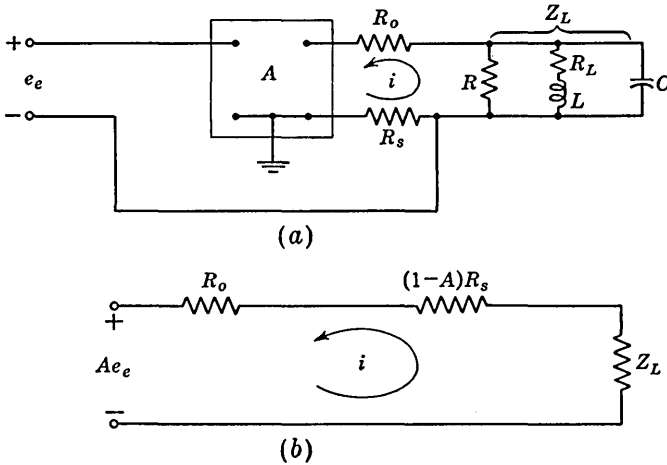 R_o
Z_L
+
e_e
−
A
i
R
R_L
L
C
R_s
(a)
R_o
(1−A)R_s
+
Ae_e
−
i
Z_L
(b)